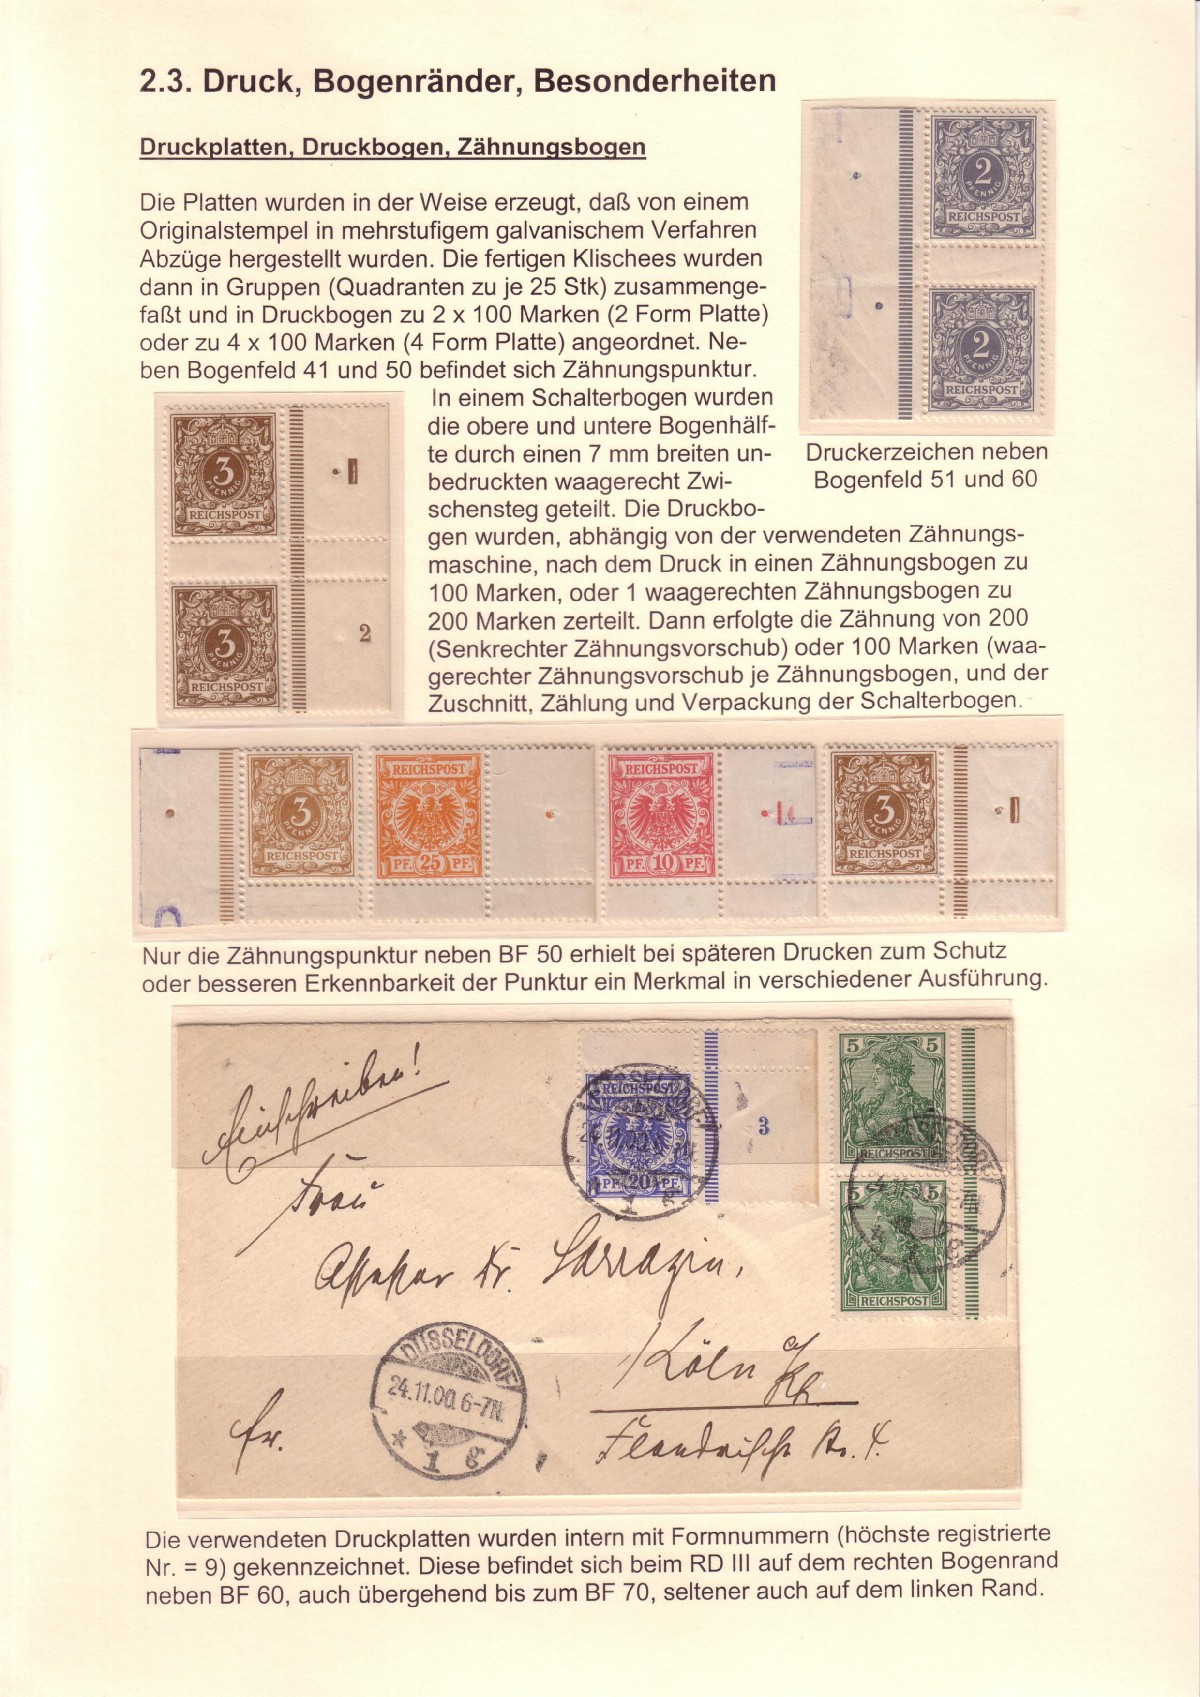 2.3. Druck, Bogenränder, Besonderheiten
Druckplatten, Druckbogen, Zähnungsbogen
Die Platten wurden in der Weise erzeugt, daß von einem
Originalstempel in mehrstufigem galvanischem Verfahren
Abzüge hergestellt wurden. Die fertigen Klischees wurden
dann in Gruppen (Quadranten zu je 25 Stk) zusammenge-
faßt und in Druckbogen zu 2 x 100 Marken (2 Form Platte)
oder zu 4 x 100 Marken (4 Form Platte) angeordnet. Ne-
ben Bogenfeld 41 und 50 befindet sich Zähnungspunktur.
2
PFENNIG
REICHSPOST
2
PFENNIG
REICHSPOST
Druckerzeichen neben
Bogenfeld 51 und 60
In einem Schalterbogen wurden
die obere und untere Bogenhälf-
te durch einen 7 mm breiten un-
bedruckten waagerecht Zwi-
schensteg geteilt. Die Druckbo-
gen wurden, abhängig von der verwendeten Zähnungs-
maschine, nach dem Druck in einen Zähnungsbogen zu
100 Marken, oder 1 waagerechten Zähnungsbogen zu
200 Marken zerteilt. Dann erfolgte die Zähnung von 200
(Senkrechter Zähnungsvorschub) oder 100 Marken (waa-
gerechter Zähnungsvorschub je Zähnungsbogen, und der
Zuschnitt, Zählung und Verpackung der Schalterbogen.
3
PFENNIG
REICHSPOST
3
PFENNIG
REICHSPOST
2
3
PFENNIG
REICHSPOST
REICHSPOST
PF. 25 PF.
REICHSPOST
PF. 10 PF.
3
PFENNIG
REICHSPOST
Nur die Zähnungspunktur neben BF 50 erhielt bei späteren Drucken zum Schutz
oder besseren Erkennbarkeit der Punktur ein Merkmal in verschiedener Ausführung.
Einschreiben!
REICHSPOST
PF. 20 PF.
3
5 5
REICHSPOST
5 5
REICHSPOST
Frau
Assessor Dr. Sarrazin,
Köln a/Rh.
Flandrische Str. 4.
fr.
DÜSSELDORF
24.11.00.6-7N.
* 1 g
Die verwendeten Druckplatten wurden intern mit Formnummern (höchste registrierte
Nr. = 9) gekennzeichnet. Diese befindet sich beim RD III auf dem rechten Bogenrand
neben BF 60, auch übergehend bis zum BF 70, seltener auch auf dem linken Rand.